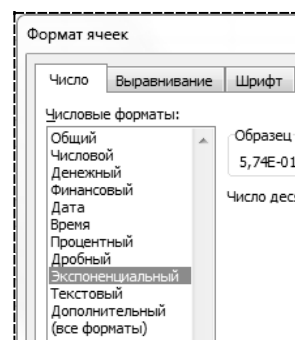 Формат ячеек
Число Выравнивание Шрифт
Числовые форматы:
Общий
Числовой
Денежный
Финансовый
Дата
Время
Процентный
Дробный
Экспоненциальный
Текстовый
Дополнительный
(все форматы)
Образец
5,74E-01
Число